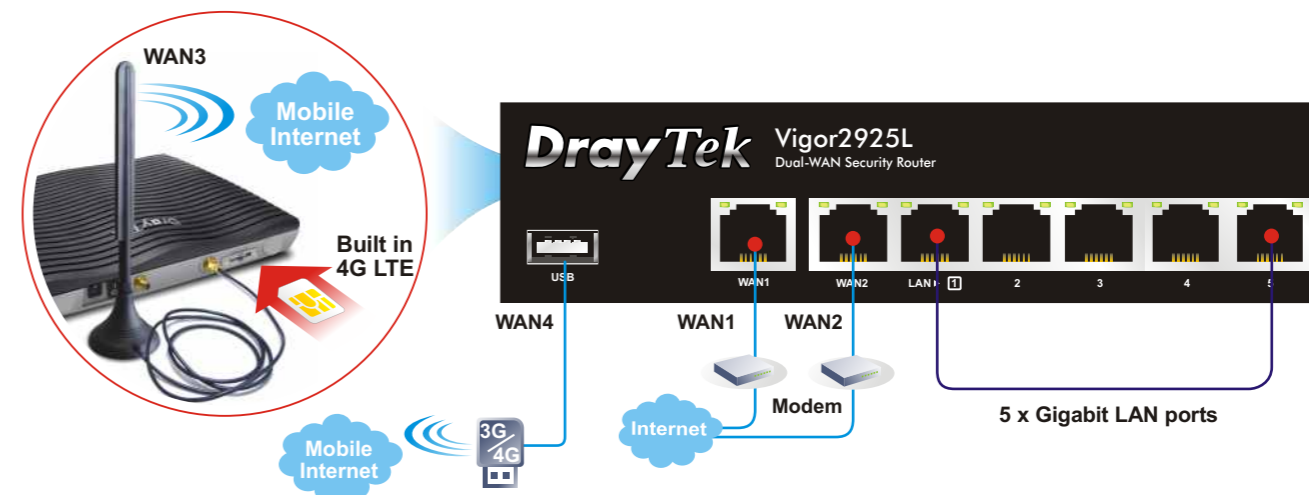 WAN3
Mobile
Internet
Built in
4G LTE
DrayTek
Vigor2925L
Dual-WAN Security Router
USB
WAN1
WAN2
LAN
1
2
3
4
5
WAN4
WAN1
WAN2
Modem
Internet
5 x Gigabit LAN ports
3G
4G
Mobile
Internet